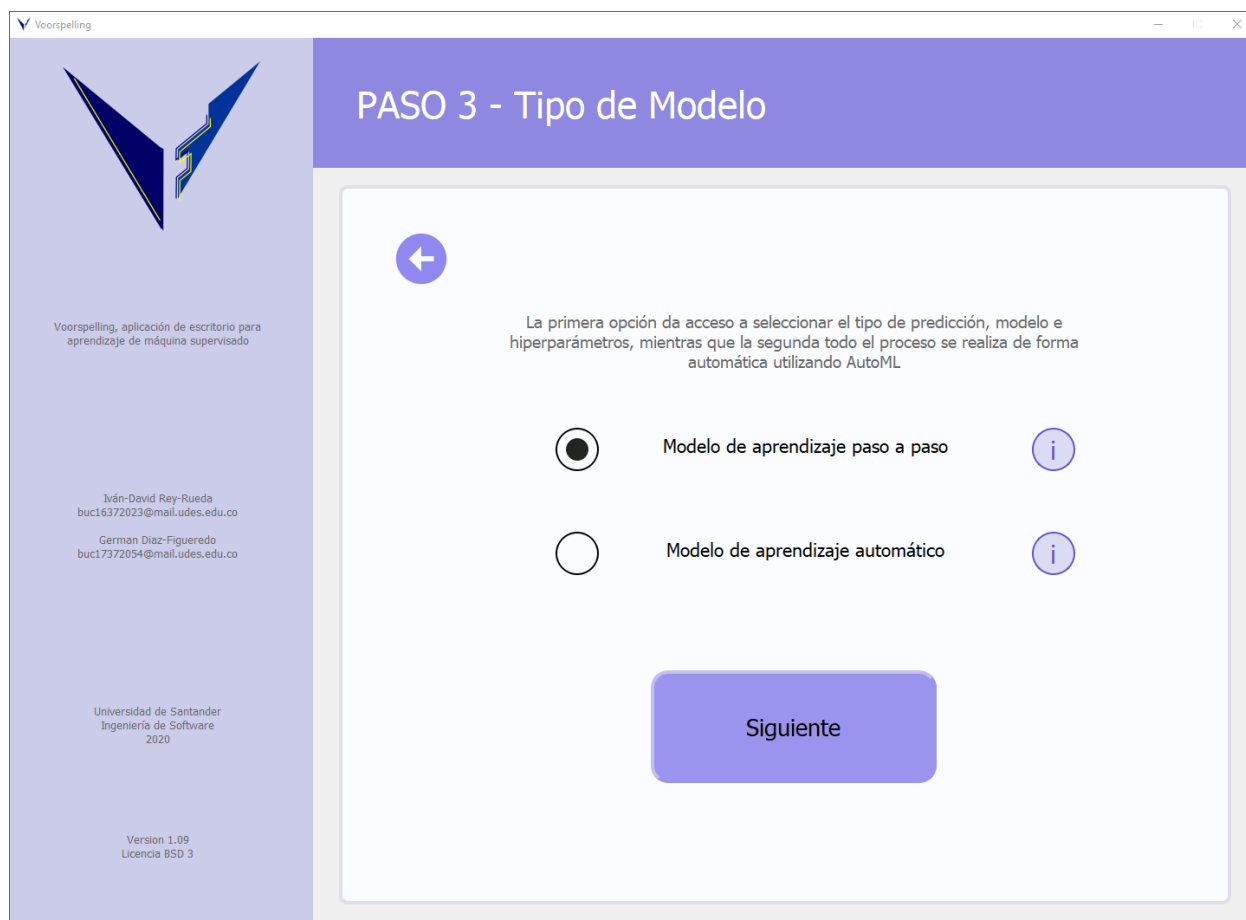 Voorspelling
PASO 3 - Tipo de Modelo
Voorspelling, aplicación de escritorio para
aprendizaje de máquina supervisado
Iván-David Rey-Rueda
buc16372023@mail.udes.edu.co
German Diaz-Figueredo
buc17372054@mail.udes.edu.co
Universidad de Santander
Ingeniería de Software
2020
Version 1.09
Licencia BSD 3
La primera opción da acceso a seleccionar el tipo de predicción, modelo e
hiperparámetros, mientras que la segunda todo el proceso se realiza de forma
automática utilizando AutoML
Modelo de aprendizaje paso a paso
i
Modelo de aprendizaje automático
i
Siguiente